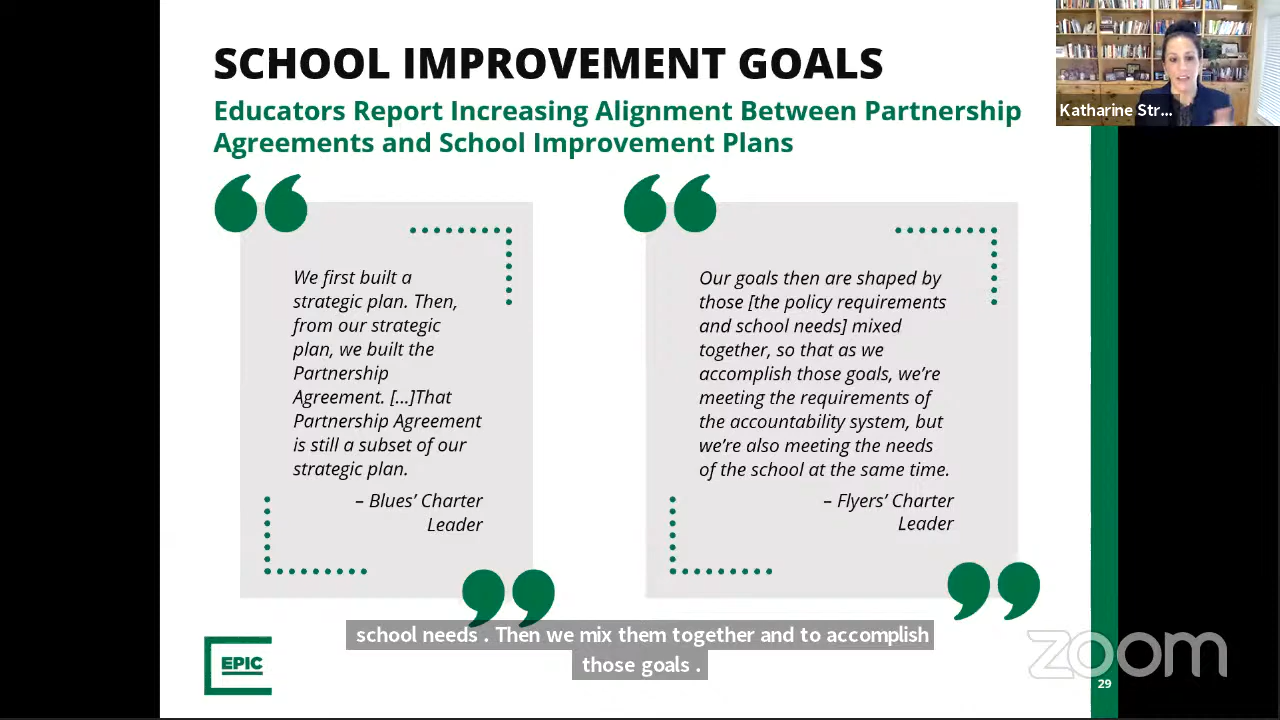 SCHOOL IMPROVEMENT GOALS
Educators Report Increasing Alignment Between Partnership
Agreements and School Improvement Plans
Katharine Str...
We first built a
strategic plan. Then,
from our strategic
plan, we built the
Partnership
Agreement. [...]That
Partnership Agreement
is still a subset of our
strategic plan.
– Blues’ Charter
Leader
Our goals then are shaped by
those [the policy requirements
and school needs] mixed
together, so that as we
accomplish those goals, we’re
meeting the requirements of
the accountability system, but
we’re also meeting the needs
of the school at the same time.
– Flyers’ Charter
Leader
school needs . Then we mix them together and to accomplish
those goals .
EPIC
zoom
29